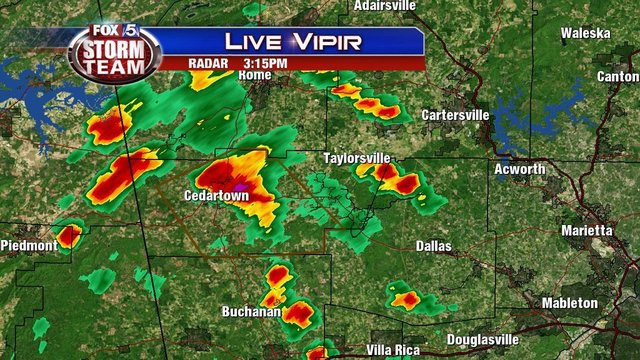 Adairsville
FOX 5
STORM
TEAM
LIVE VIPIR
RADAR 3:15PM
Waleska
Rome
Canton
Cartersville
Taylorsville
Acworth
Cedartown
Marietta
Piedmont
Dallas
Mableton
Buchanan
Douglasville
Villa Rica